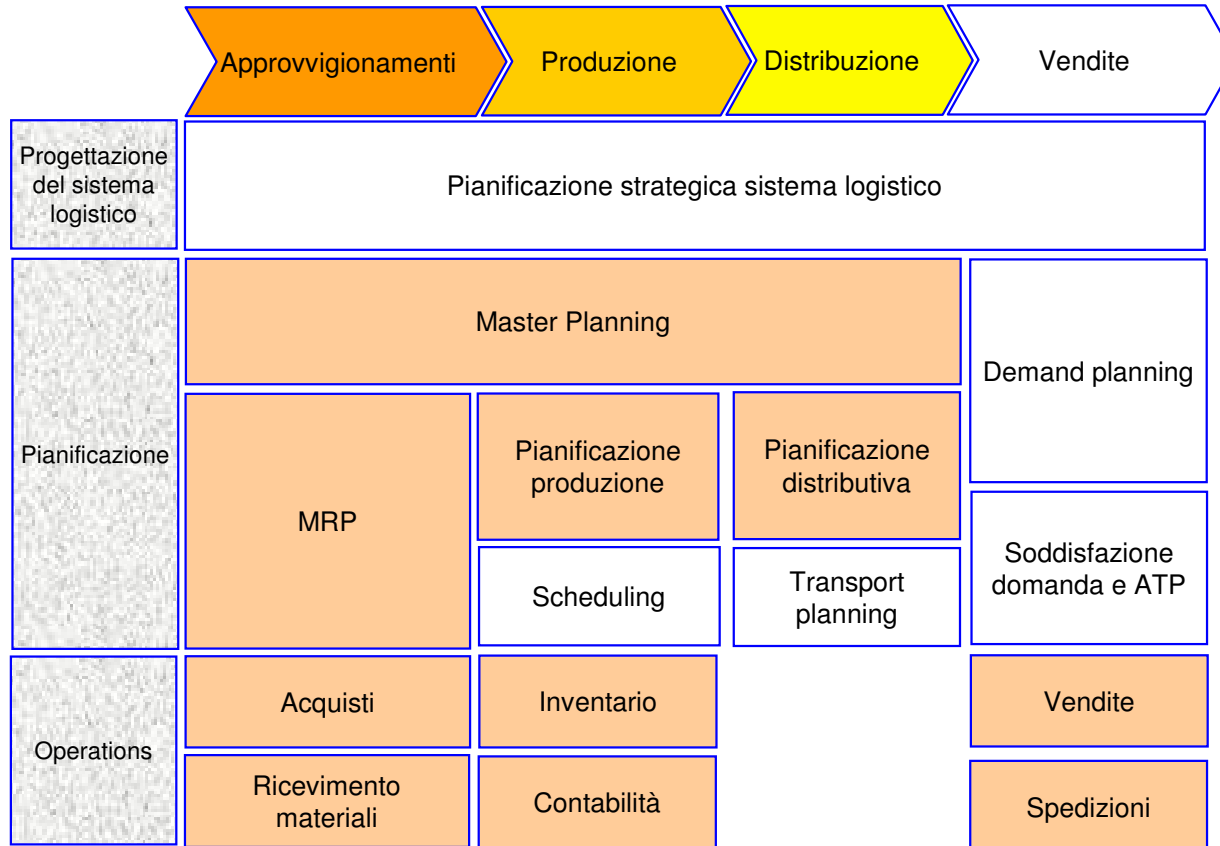 Approvvigionamenti
Produzione
Distribuzione
Vendite
Progettazione
del sistema
logistico
Pianificazione strategica sistema logistico
Pianificazione
Master Planning
Demand planning
MRP
Pianificazione
produzione
Pianificazione
distributiva
Scheduling
Transport
planning
Soddisfazione
domanda e ATP
Operations
Acquisti
Inventario
Vendite
Ricevimento
materiali
Contabilità
Spedizioni